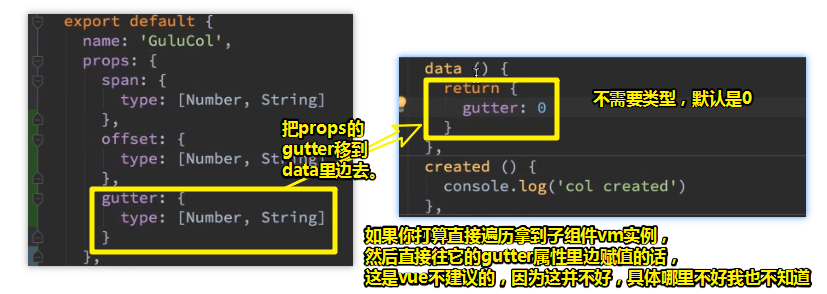 export default {
name: 'GuluCol',
props: {
span: {
type: [Number, String]
},
offset: {
type: [Number, String]
},
gutter: {
type: [Number, String]
}
},
把props的
gutter移到
data里边去。
data () {
return {
gutter: 0
}
},
created () {
console.log('col created')
},
不需要类型，默认是0
如果你打算直接遍历拿到子组件vm实例，
然后直接往它的gutter属性里边赋值的话，
这是vue不建议的，因为这并不好，具体哪里不好我也不知道